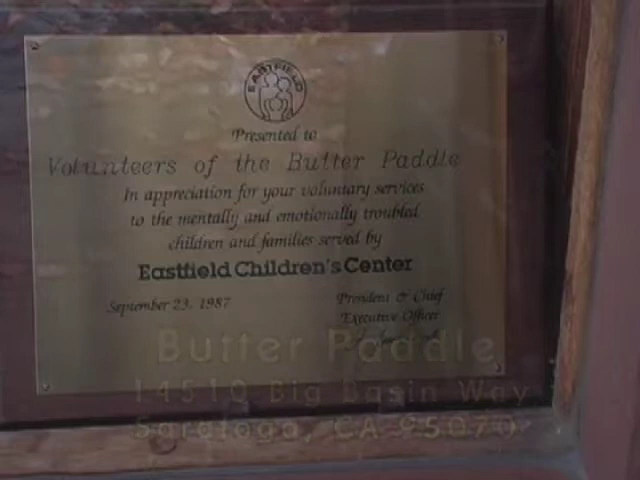 EASTFIELD
Presented to
Volunteers of the Butter Paddle
In appreciation for your voluntary services
to the mentally and emotionally troubled
children and families served by
Eastfield Children's Center
September 23, 1987
President & Chief
Executive Officer
Butter Paddle
14510 Big Basin Way
Saratoga, CA 95070